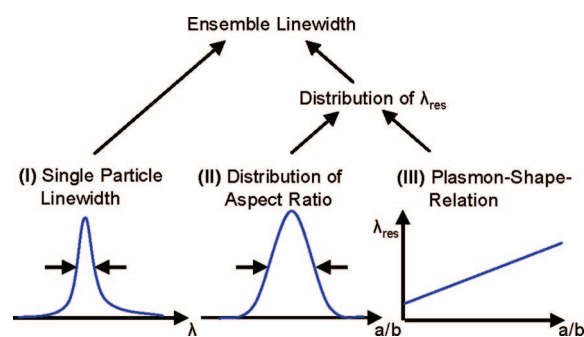 Ensemble Linewidth
Distribution of λres
(I) Single Particle
Linewidth
(II) Distribution of
Aspect Ratio
(III) Plasmon-Shape-
Relation
λres
λ
a/b
a/b